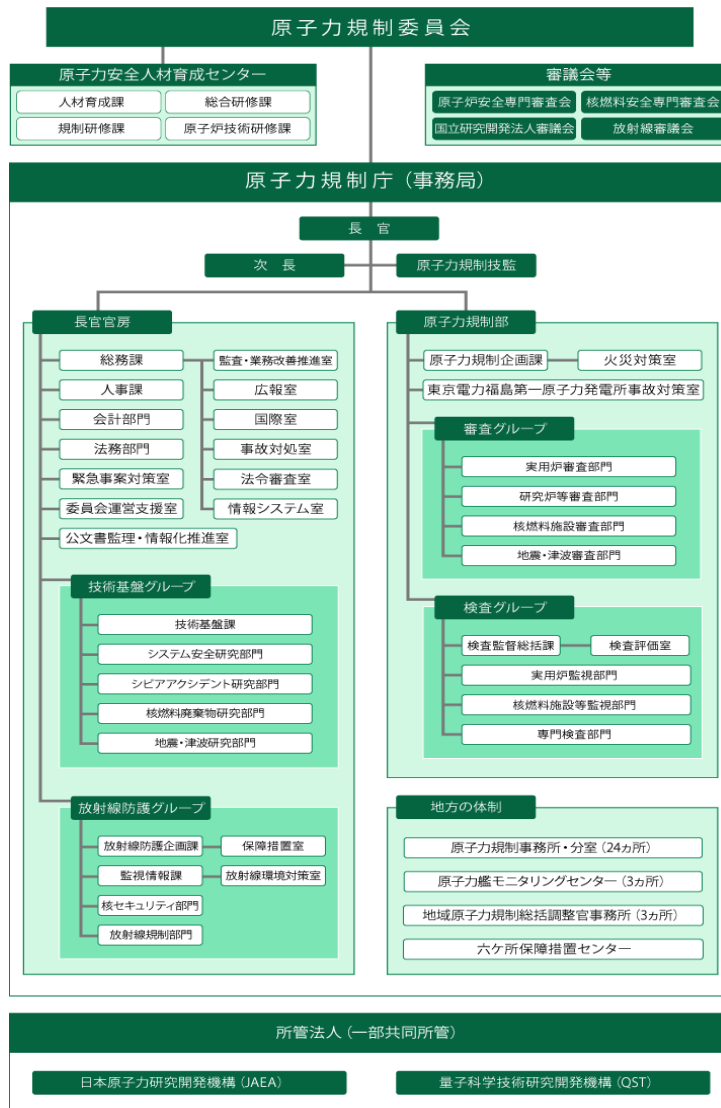 原子力規制委員会
原子力安全人材育成センター
人材育成課
総合研修課
規制研修課
原子炉技術研修課
審議会等
原子炉安全専門審査会
核燃料安全専門審査会
国立研究開発法人審議会
放射線審議会
原子力規制庁（事務局）
長　官
次　長
原子力規制技監
長官官房
総務課
監査・業務改善推進室
人事課
広報室
会計部門
国際室
法務部門
事故対処室
緊急事案対策室
法令審査室
委員会運営支援室
情報システム室
公文書監理・情報化推進室
技術基盤グループ
技術基盤課
システム安全研究部門
シビアアクシデント研究部門
核燃料廃棄物研究部門
地震・津波研究部門
放射線防護グループ
放射線防護企画課
保障措置室
監視情報課
放射線環境対策室
核セキュリティ部門
放射線規制部門
原子力規制部
原子力規制企画課
火災対策室
東京電力福島第一原子力発電所事故対策室
審査グループ
実用炉審査部門
研究炉等審査部門
核燃料施設審査部門
地震・津波審査部門
検査グループ
検査監督総括課
検査評価室
実用炉監視部門
核燃料施設等監視部門
専門検査部門
地方の体制
原子力規制事務所・分室（24ヵ所）
原子力艦モニタリングセンター（3ヵ所）
地域原子力規制総括調整官事務所（3ヵ所）
六ケ所保障措置センター
所管法人（一部共同所管）
日本原子力研究開発機構（JAEA）
量子科学技術研究開発機構（QST）